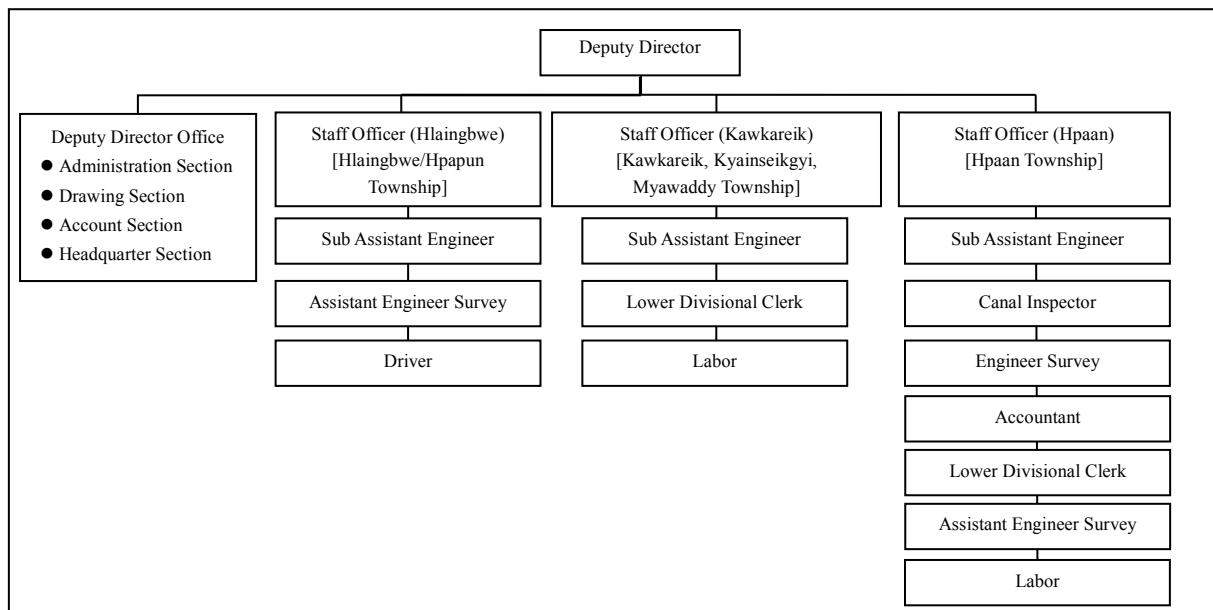 Deputy Director
Deputy Director Office
● Administration Section
● Drawing Section
● Account Section
● Headquarter Section
Staff Officer (Hlaingbwe)
[Hlaingbwe/Hpapun
Township]
Sub Assistant Engineer
Assistant Engineer Survey
Driver
Staff Officer (Kawkareik)
[Kawkareik, Kyainseikgyi,
Myawaddy Township]
Sub Assistant Engineer
Lower Divisional Clerk
Labor
Staff Officer (Hpaan)
[Hpaan Township]
Sub Assistant Engineer
Canal Inspector
Engineer Survey
Accountant
Lower Divisional Clerk
Assistant Engineer Survey
Labor